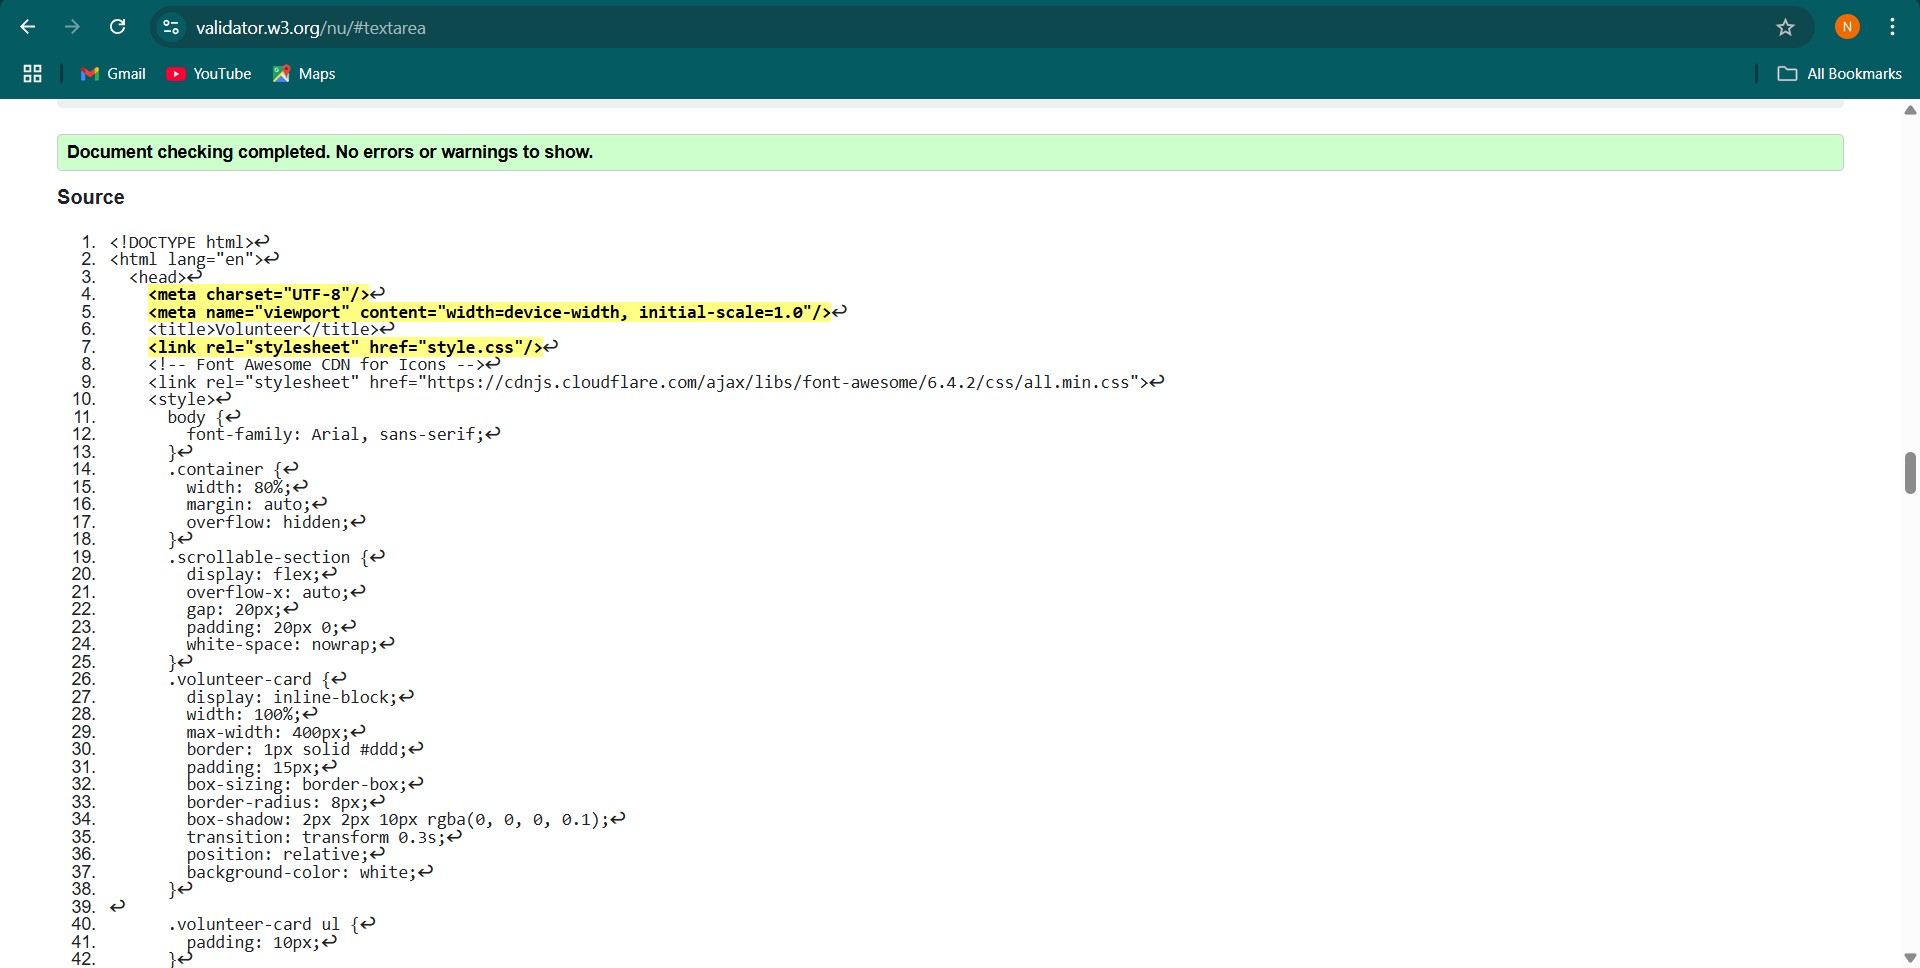 validator.w3.org/nu/#textarea
N
Gmail YouTube Maps All Bookmarks
Document checking completed. No errors or warnings to show.
Source
1. <!DOCTYPE html>↩
2. <html lang="en">↩
3.   <head>↩
4.     <meta charset="UTF-8"/>↩
5.     <meta name="viewport" content="width=device-width, initial-scale=1.0"/>↩
6.     <title>Volunteer</title>↩
7.     <link rel="stylesheet" href="style.css"/>↩
8.     <!-- Font Awesome CDN for Icons -->↩
9.     <link rel="stylesheet" href="https://cdnjs.cloudflare.com/ajax/libs/font-awesome/6.4.2/css/all.min.css">↩
10.     <style>↩
11.       body {↩
12.         font-family: Arial, sans-serif;↩
13.       }↩
14.       .container {↩
15.         width: 80%;↩
16.         margin: auto;↩
17.         overflow: hidden;↩
18.       }↩
19.       .scrollable-section {↩
20.         display: flex;↩
21.         overflow-x: auto;↩
22.         gap: 20px;↩
23.         padding: 20px 0;↩
24.         white-space: nowrap;↩
25.       }↩
26.       .volunteer-card {↩
27.         display: inline-block;↩
28.         width: 100%;↩
29.         max-width: 400px;↩
30.         border: 1px solid #ddd;↩
31.         padding: 15px;↩
32.         box-sizing: border-box;↩
33.         border-radius: 8px;↩
34.         box-shadow: 2px 2px 10px rgba(0, 0, 0, 0.1);↩
35.         transition: transform 0.3s;↩
36.         position: relative;↩
37.         background-color: white;↩
38.       }↩
39. ↩
40.       .volunteer-card ul {↩
41.         padding: 10px;↩
42.       }↩